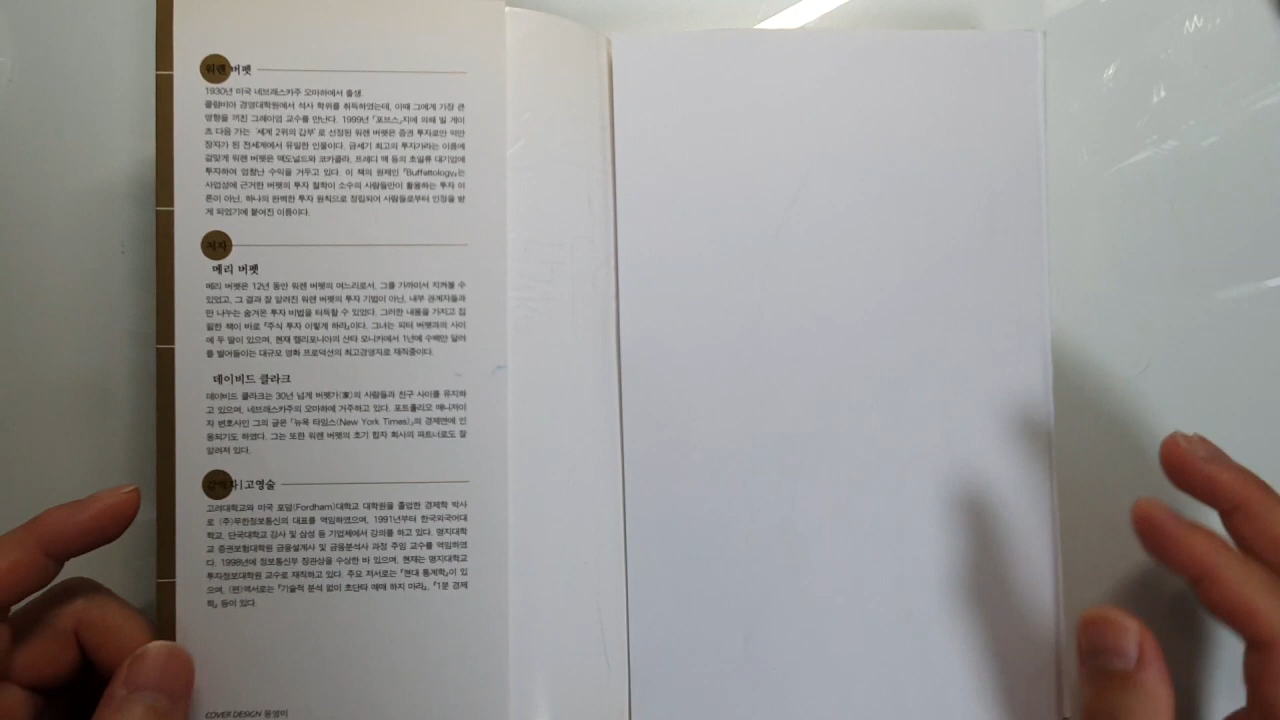 워렌 버펫
1930년 미국 네브래스카주 오마하에서 출생.
콜럼비아 경영대학원에서 석사 학위를 취득하였는데, 이때 그에게 가장 큰
영향을 끼친 그레이엄 교수를 만난다. 1999년 『포브스』지에 의해 빌 게이
츠 다음 가는 '세계 2위의 갑부'로 선정된 워렌 버펫은 증권 투자로만 억만
장자가 된 전세계에서 유일한 인물이다. 금세기 최고의 투자가라는 이름에
걸맞게 워렌 버펫은 맥도널드와 코카콜라, 프레디 맥 등의 초일류 대기업에
투자하여 엄청난 수익을 거두고 있다. 이 책의 원제인 『Buffettology』는
사업성에 근거한 버펫의 투자 철학이 소수의 사람들만이 활용하는 투자 이
론이 아닌, 하나의 완벽한 투자 원칙으로 정립되어 사람들로부터 인정을 받
게 되었기에 붙여진 이름이다.
저자
메리 버펫
메리 버펫은 12년 동안 워렌 버펫의 며느리로서, 그를 가까이서 지켜볼 수
있었고, 그 결과 잘 알려진 워렌 버펫의 투자 기법이 아닌, 내부 관계자들과
만 나누는 숨겨온 투자 비법을 터득할 수 있었다. 그러한 내용을 가지고 집
필한 책이 바로 『주식 투자 이렇게 하라』이다. 그녀는 피터 버펫과의 사이
에 두 딸이 있으며, 현재 캘리포니아의 산타 모니카에서 1년에 수백만 달러
를 벌어들이는 대규모 영화 프로덕션의 최고경영자로 재직중이다.
데이비드 클라크
데이비드 클라크는 30년 넘게 버펫가(家)의 사람들과 친구 사이를 유지하
고 있으며, 네브래스카주의 오마하에 거주하고 있다. 포트폴리오 매니저이
자 변호사인 그의 글은 『뉴욕 타임스(New York Times)』의 경제면에 인
용되기도 하였다. 그는 또한 워렌 버펫의 초기 합자 회사의 파트너로도 잘
알려져 있다.
감역자|고영술
고려대학교와 미국 포덤(Fordham)대학교 대학원을 졸업한 경제학 박사
로 (주)무한정보통신의 대표를 역임하였으며, 1991년부터 한국외국어대
학교, 단국대학교 강사 및 삼성 등 기업체에서 강의를 하고 있다. 명지대학
교 증권보험대학원 금융설계사 및 금융분석사 과정 주임 교수를 역임하였
다. 1998년에 정보통신부 장관상을 수상한 바 있으며, 현재는 명지대학교
투자정보대학원 교수로 재직하고 있다. 주요 저서로는 『현대 통계학』이 있
으며, (편)역서로는 『기술적 분석 없이 초단타 매매 하지 마라』, 『1분 경제
학』 등이 있다.
COVER DESIGN 윤영미